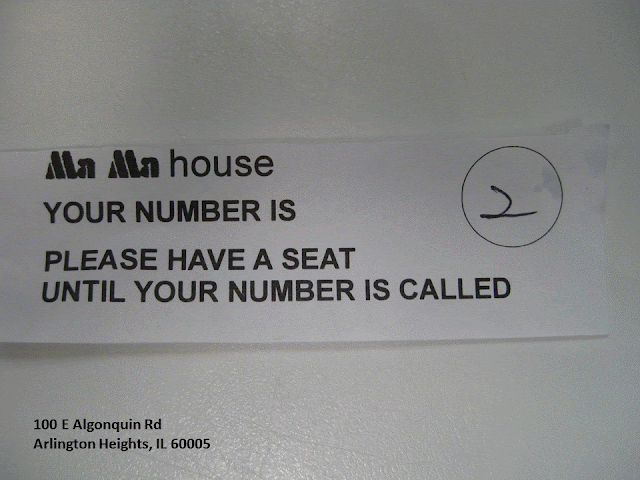 Ma Ma house
YOUR NUMBER IS
2
PLEASE HAVE A SEAT
UNTIL YOUR NUMBER IS CALLED
100 E Algonquin Rd
Arlington Heights, IL 60005